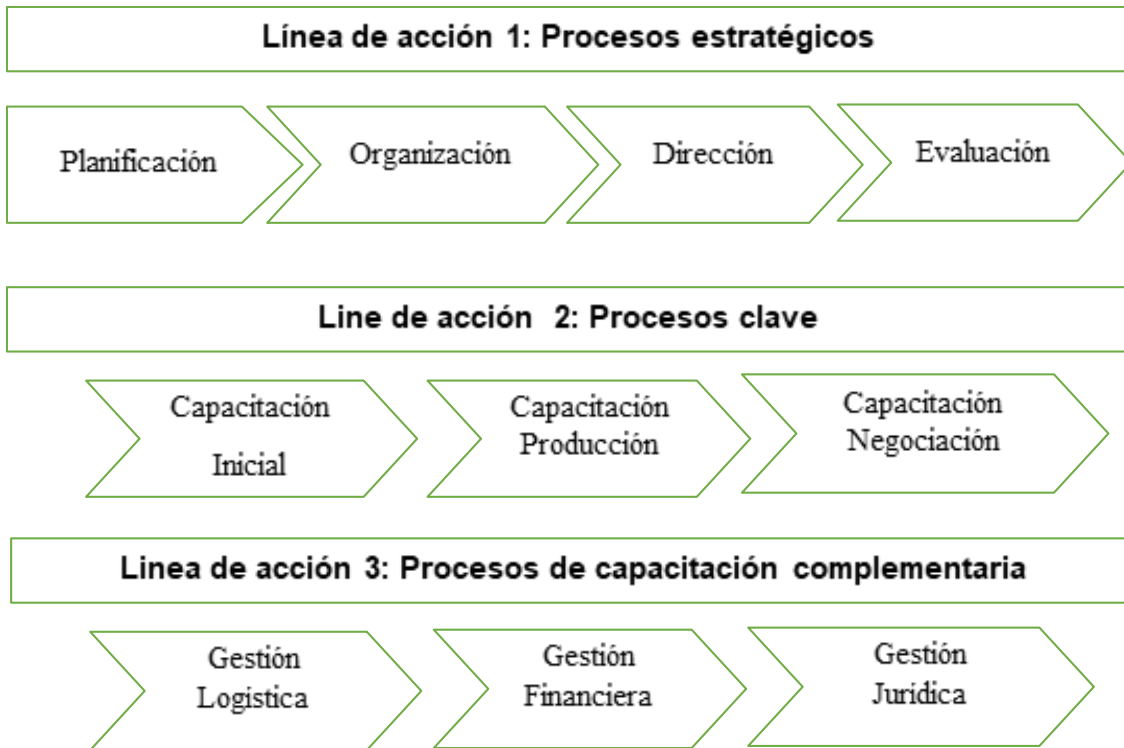 Línea de acción 1: Procesos estratégicos
Planificación
Organización
Dirección
Evaluación
Line de acción 2: Procesos clave
Capacitación
Inicial
Capacitación
Producción
Capacitación
Negociación
Linea de acción 3: Procesos de capacitación complementaria
Gestión
Logística
Gestión
Financiera
Gestión
Jurídica